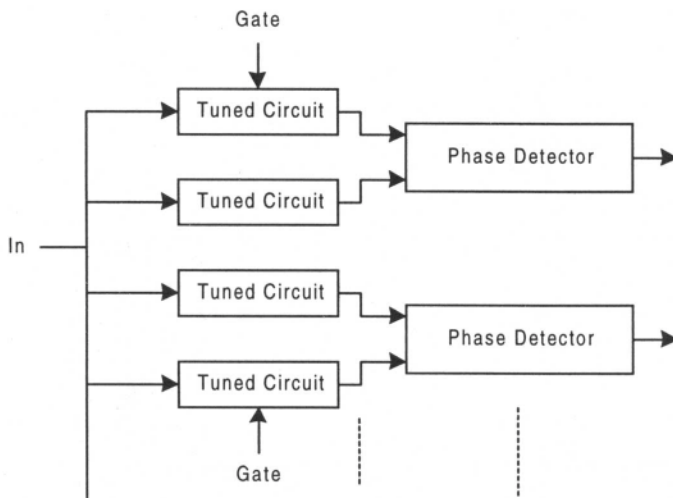 Gate
Tuned Circuit
Phase Detector
Tuned Circuit
In
Tuned Circuit
Phase Detector
Tuned Circuit
Gate